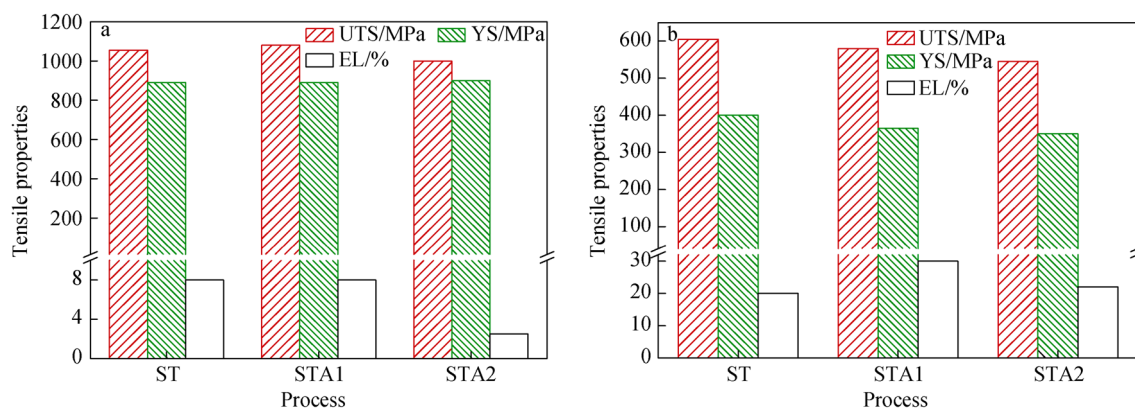 a
UTS/MPa
YS/MPa
EL/%
1200
1000
800
600
400
200
8
4
0
Tensile properties
ST
STA1
STA2
Process
b
UTS/MPa
YS/MPa
EL/%
600
500
400
300
200
100
30
20
10
0
Tensile properties
ST
STA1
STA2
Process